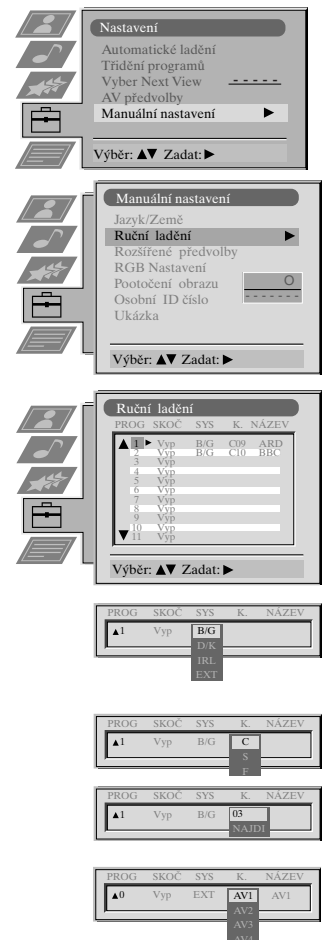 Nastavení
Automatické ladění
Třídění programů
Vyber Next View - - - - -
AV předvolby
Manuální nastavení ▶
Výběr: ▲▼ Zadat: ▶
Manuální nastavení
Jazyk/Země
Ruční ladění ▶
Rozšířené předvolby
RGB Nastavení
Pootočení obrazu O
Osobní ID číslo - - - - - - -
Ukázka
Výběr: ▲▼ Zadat: ▶
Ruční ladění
PROG SKOČ SYS K. NÁZEV
▲ 1 ▶ Vyp B/G C09 ARD
2 Vyp B/G C10 BBC
3 Vyp
4 Vyp
5 Vyp
6 Vyp
7 Vyp
8 Vyp
9 Vyp
10 Vyp
▼ 11 Vyp
Výběr: ▲▼ Zadat: ▶
PROG SKOČ SYS K. NÁZEV
▲1 Vyp B/G
D/K
IRL
EXT
PROG SKOČ SYS K. NÁZEV
▲1 Vyp B/G C
S
F
PROG SKOČ SYS K. NÁZEV
▲1 Vyp B/G 03
NAJDI
PROG SKOČ SYS K. NÁZEV
▲0 Vyp EXT AV1 AV1
AV2
AV3
AV4